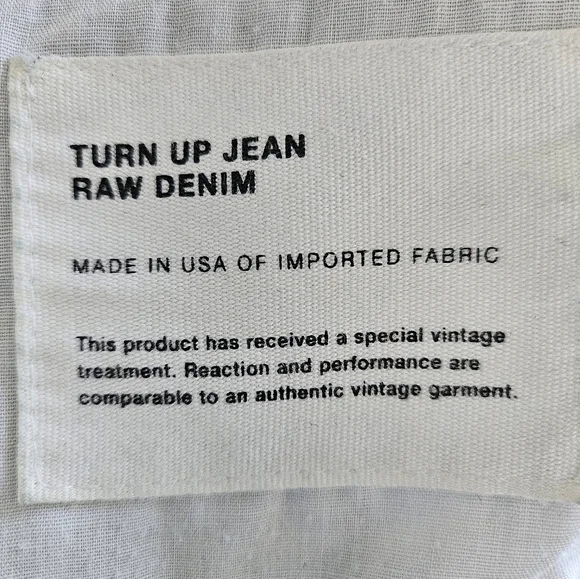 TURN UP JEAN
RAW DENIM
MADE IN USA OF IMPORTED FABRIC
This product has received a special vintage
treatment. Reaction and performance are
comparable to an authentic vintage garment.